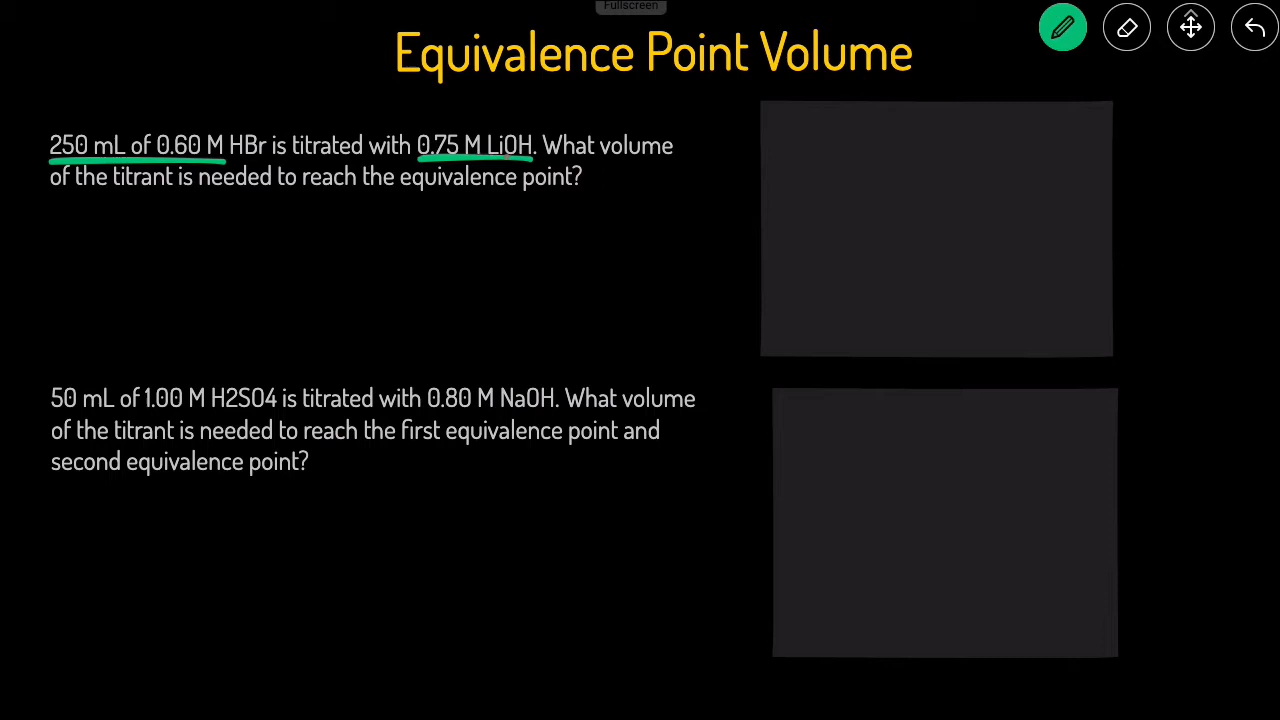 Fullscreen
Equivalence Point Volume
250 mL of 0.60 M HBr is titrated with 0.75 M LiOH. What volume
of the titrant is needed to reach the equivalence point?
50 mL of 1.00 M H2SO4 is titrated with 0.80 M NaOH. What volume
of the titrant is needed to reach the first equivalence point and
second equivalence point?